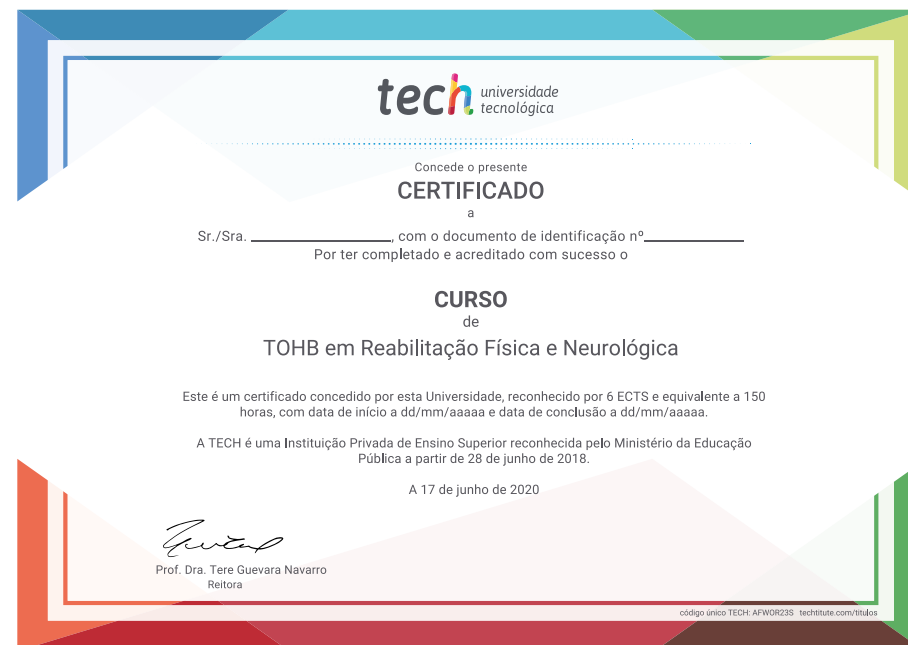 tech universidade
tecnológica
Concede o presente
CERTIFICADO
a
Sr./Sra. ____________________, com o documento de identificação nº______________
Por ter completado e acreditado com sucesso o
CURSO
de
TOHB em Reabilitação Física e Neurológica
Este é um certificado concedido por esta Universidade, reconhecido por 6 ECTS e equivalente a 150
horas, com data de início a dd/mm/aaaaa e data de conclusão a dd/mm/aaaaa.
A TECH é uma Instituição Privada de Ensino Superior reconhecida pelo Ministério da Educação
Pública a partir de 28 de junho de 2018.
A 17 de junho de 2020
Prof. Dra. Tere Guevara Navarro
Reitora
código único TECH: AFWOR23S techtitute.com/titulos